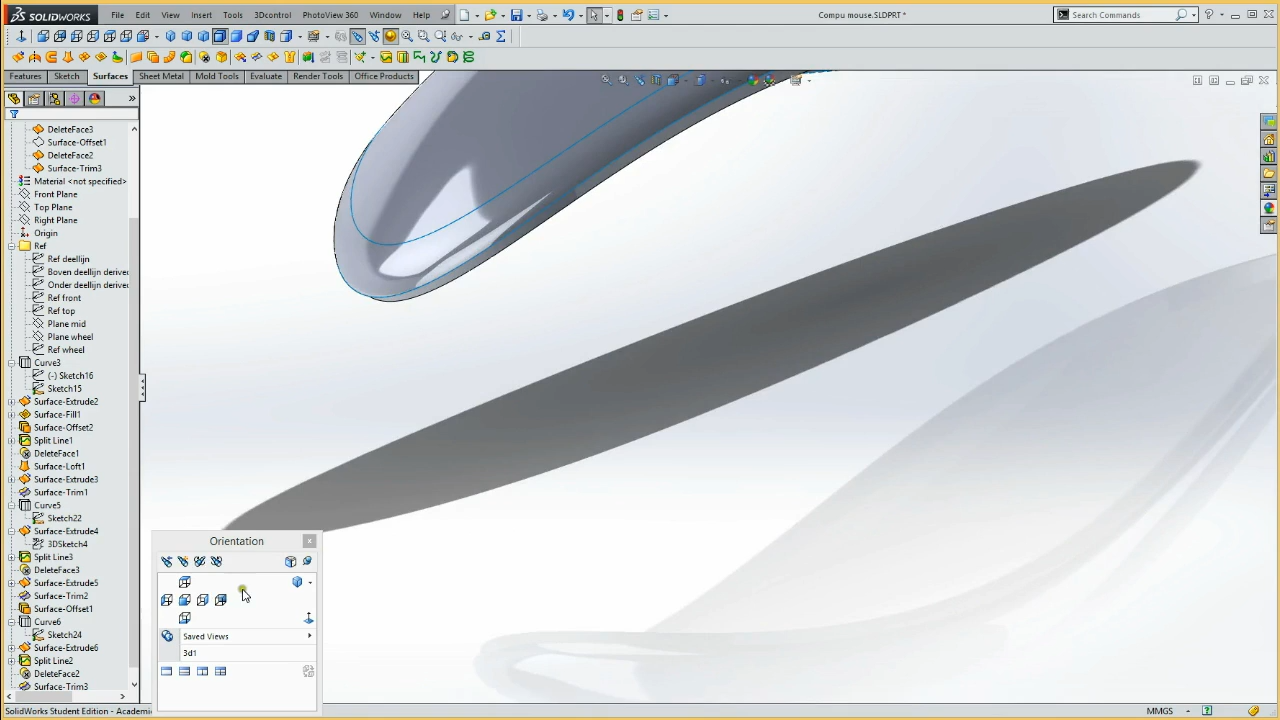 SOLIDWORKS File Edit View Insert Tools 3Dcontrol PhotoView 360 Window Help Compu mouse.SLDPRT * Search Commands
Features Sketch Surfaces Sheet Metal Mold Tools Evaluate Render Tools Office Products
DeleteFace3
Surface-Offset1
DeleteFace2
Surface-Trim3
Material <not specified>
Front Plane
Top Plane
Right Plane
Origin
Ref
Ref deellijn
Boven deellijn derived
Onder deellijn derived
Ref front
Ref top
Plane mid
Plane wheel
Ref wheel
Curve3
(-) Sketch16
Sketch15
Surface-Extrude2
Surface-Fill1
Surface-Offset2
Split Line1
DeleteFace1
Surface-Loft1
Surface-Extrude3
Surface-Trim1
Curve5
Sketch22
Surface-Extrude4
3DSketch4
Split Line3
DeleteFace3
Surface-Extrude5
Surface-Trim2
Surface-Offset1
Curve6
Sketch24
Surface-Extrude6
Split Line2
DeleteFace2
Surface-Trim3
Orientation
Saved Views
3d1
SolidWorks Student Edition - Academic
MMGS